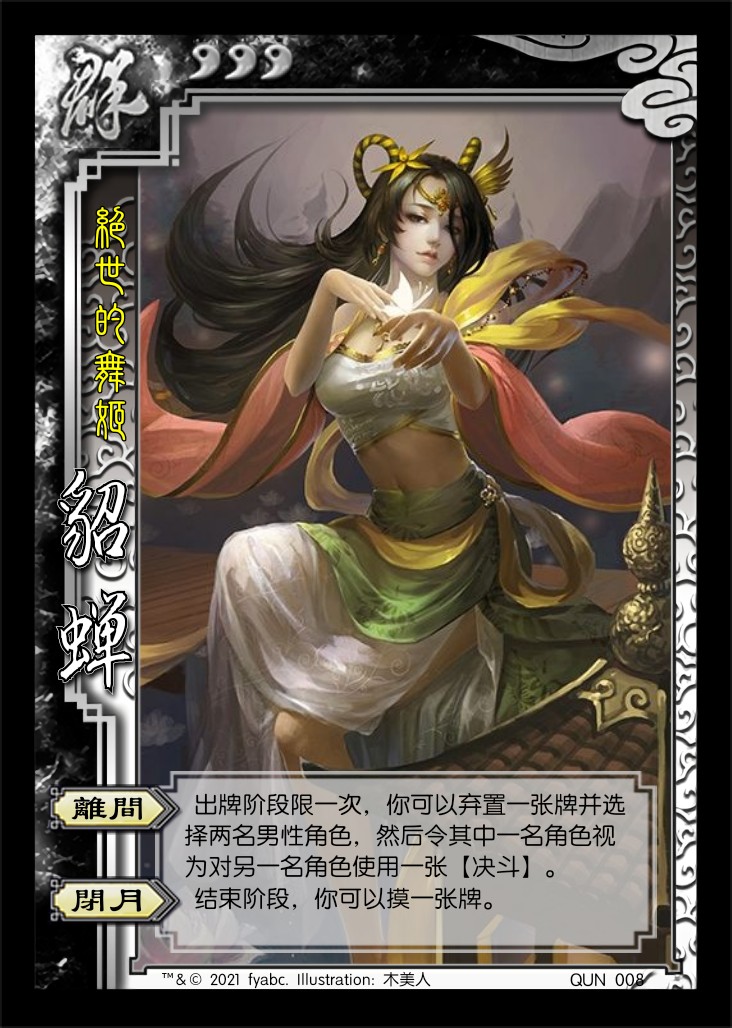 群
絕世的舞姬
貂蝉
離間
出牌阶段限一次，你可以弃置一张牌并选
择两名男性角色，然后令其中一名角色视
为对另一名角色使用一张【决斗】。
閉月
结束阶段，你可以摸一张牌。
™&© 2021 fyabc. Illustration: 木美人
QUN 008